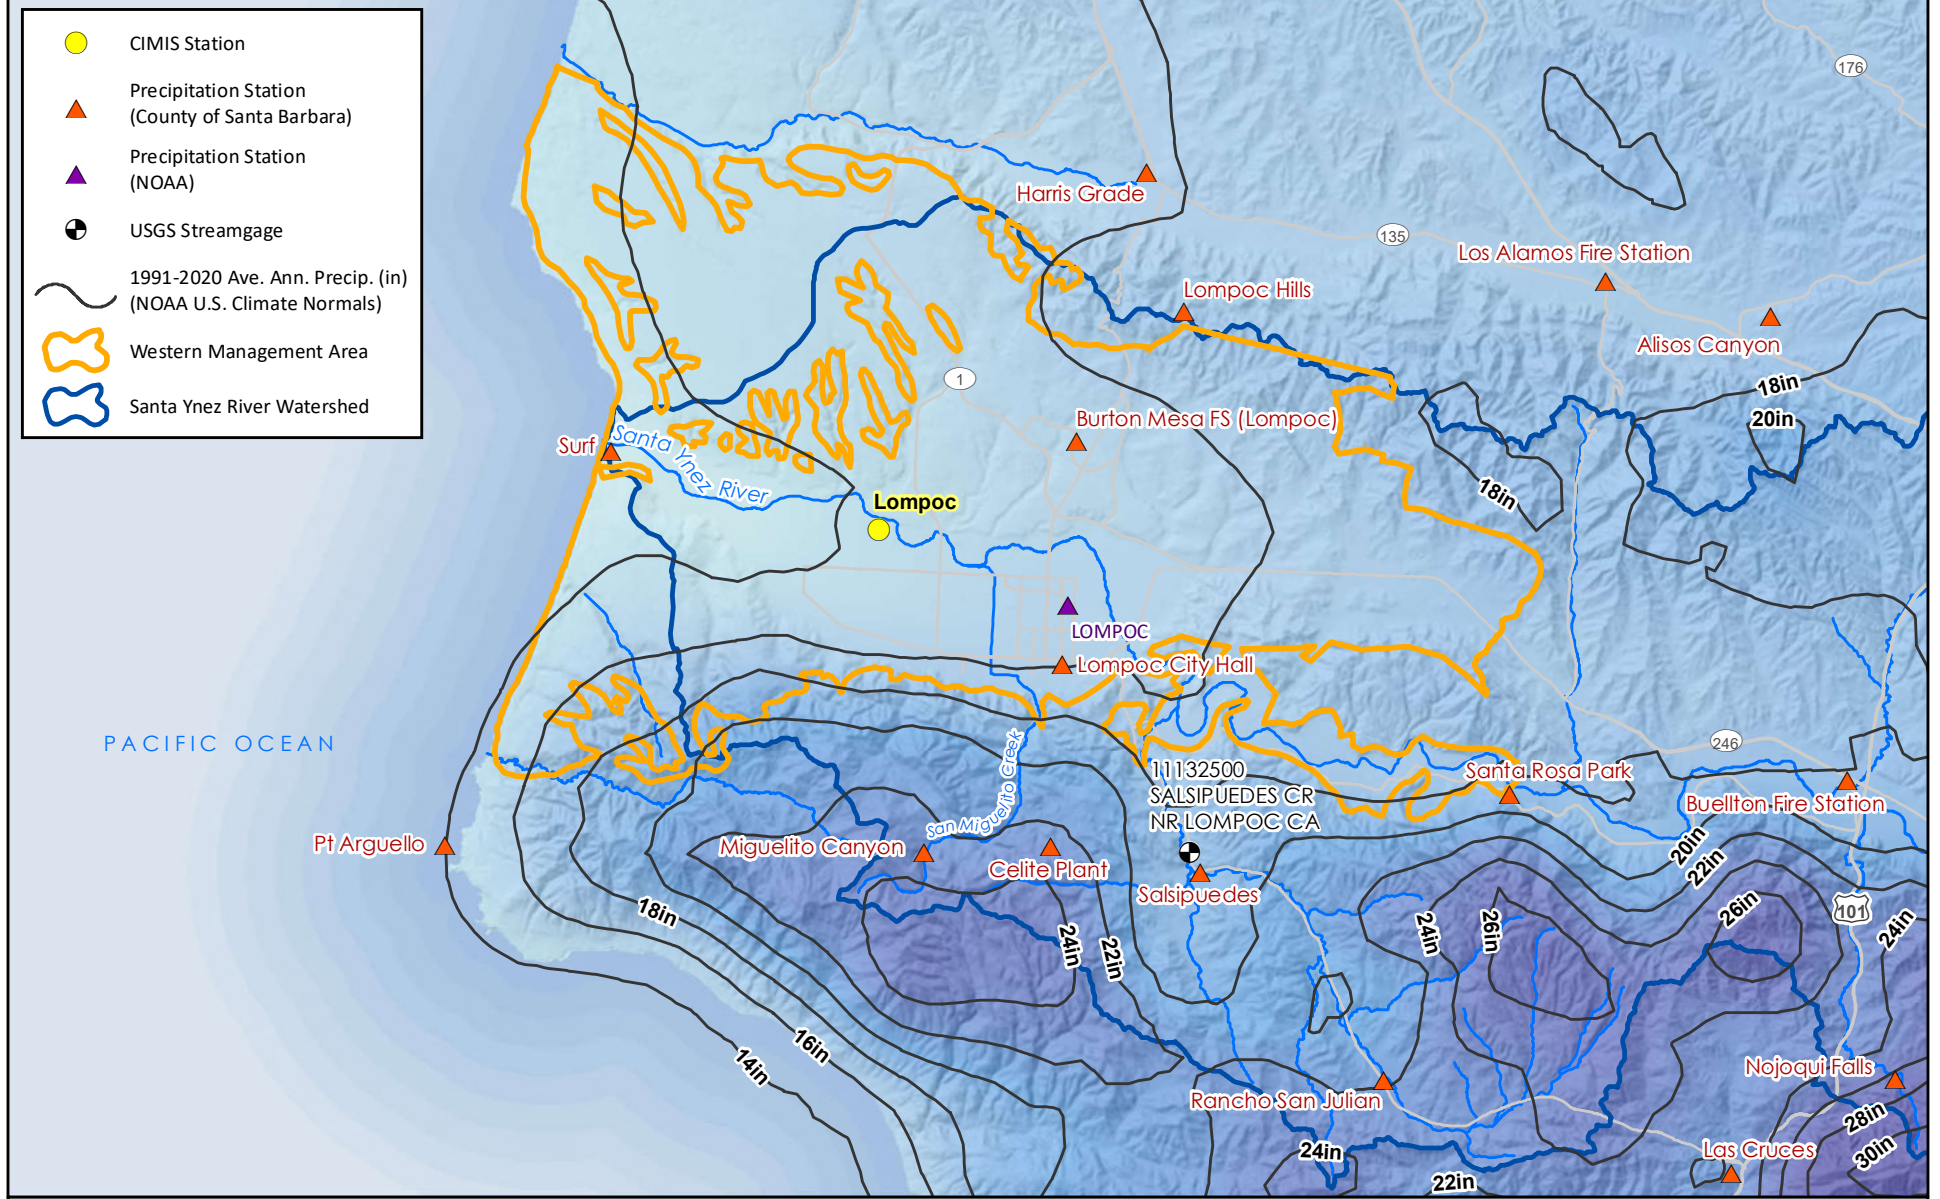 CIMIS Station
Precipitation Station
(County of Santa Barbara)
Precipitation Station
(NOAA)
USGS Streamgage
1991-2020 Ave. Ann. Precip. (in)
(NOAA U.S. Climate Normals)
Western Management Area
Santa Ynez River Watershed
176
Harris Grade
135
Los Alamos Fire Station
Lompoc Hills
Alisos Canyon
1
18in
20in
Burton Mesa FS (Lompoc)
Surf
Santa Ynez River
18in
Lompoc
LOMPOC
Lompoc City Hall
PACIFIC OCEAN
246
11132500
SALSIPUEDES CR
NR LOMPOC CA
Santa Rosa Park
Buellton Fire Station
San Miguelito Creek
Pt Arguello
Miguelito Canyon
Celite Plant
20in
22in
Salsipuedes
18in
24in
22in
24in
26in
26in
101
24in
16in
14in
Nojoqui Falls
Rancho San Julian
28in
24in
Las Cruces
30in
22in